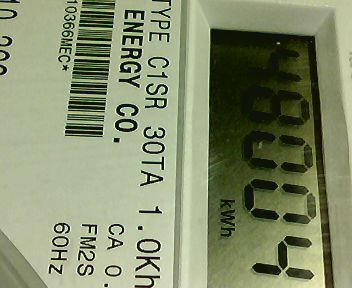 48004
kWh
TYPE C1SR 30TA 1.0Kh
ENERGY CO.
CA 0.
FM2S
60Hz
10366MEC*